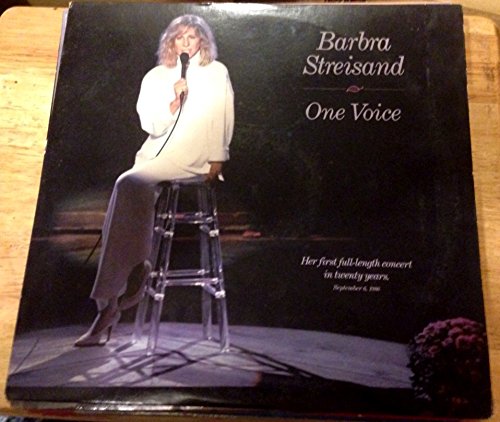 Barbra
Streisand
One Voice
Her first full-length concert
in twenty years,
September 6, 1986